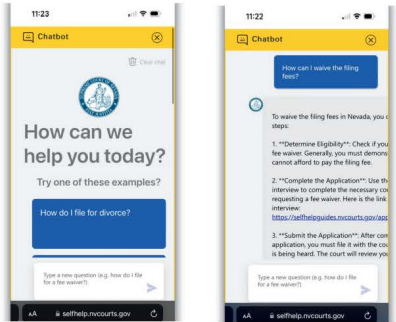 11:23
Chatbot
Clear chat
How can we
help you today?
Try one of these examples?
How do I file for divorce?
Type a new question (e.g. how do I file
for a fee waiver?)
AA selfhelp.nvcourts.gov
11:22
Chatbot
How can I waive the filing
fees?
To waive the filing fees in Nevada, you c
steps:
1. **Determine Eligibility**: Check if you
fee waiver. Generally, you must demons
cannot afford to pay the filing fee.
2. **Complete the Application**: Use the
interview to complete the necessary cou
requesting a fee waiver. Here is the link
interview:
https://selfhelpguides.nvcourts.gov/app
3. **Submit the Application**: After com
application, you must file it with the cou
is being heard. The court will review you
Type a new question (e.g. how do I file
for a fee waiver?)
AA selfhelp.nvcourts.gov